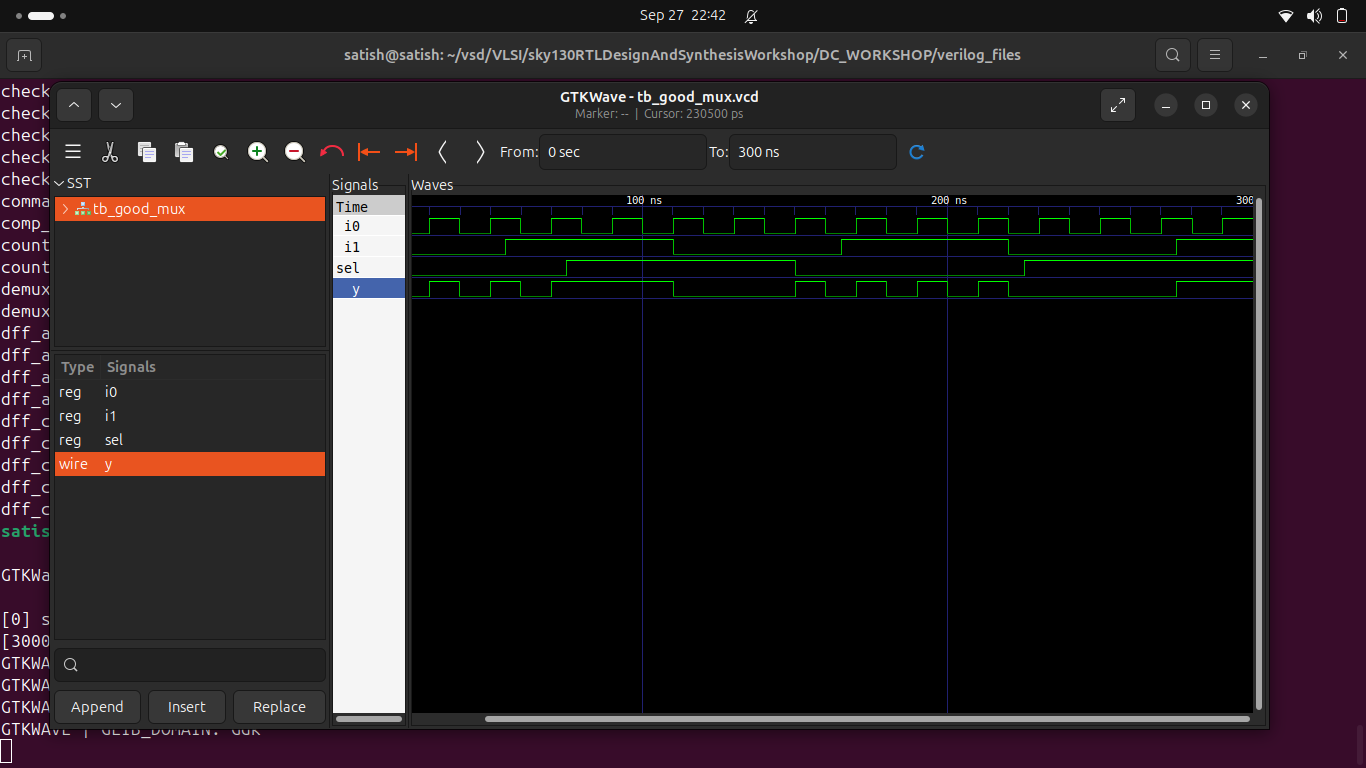 Sep 27 22:42
satish@satish: ~/vsd/VLSI/sky130RTLDesignAndSynthesisWorkshop/DC_WORKSHOP/verilog_files
check
check
check
check
check
comma
comp_
count
count
demux
demux
dff_a
dff_a
dff_a
dff_a
dff_c
dff_c
dff_c
dff_c
dff_c
satis
GTKWa
[0] s
[3000
GTKWA
GTKWA
GTKWA
GTKWave - tb_good_mux.vcd
Marker: -- | Cursor: 230500 ps
From: 0 sec To: 300 ns
SST
tb_good_mux
Type Signals
reg i0
reg i1
reg sel
wire y
Append Insert Replace
Signals
Time
i0
i1
sel
y
Waves
100 ns 200 ns 300